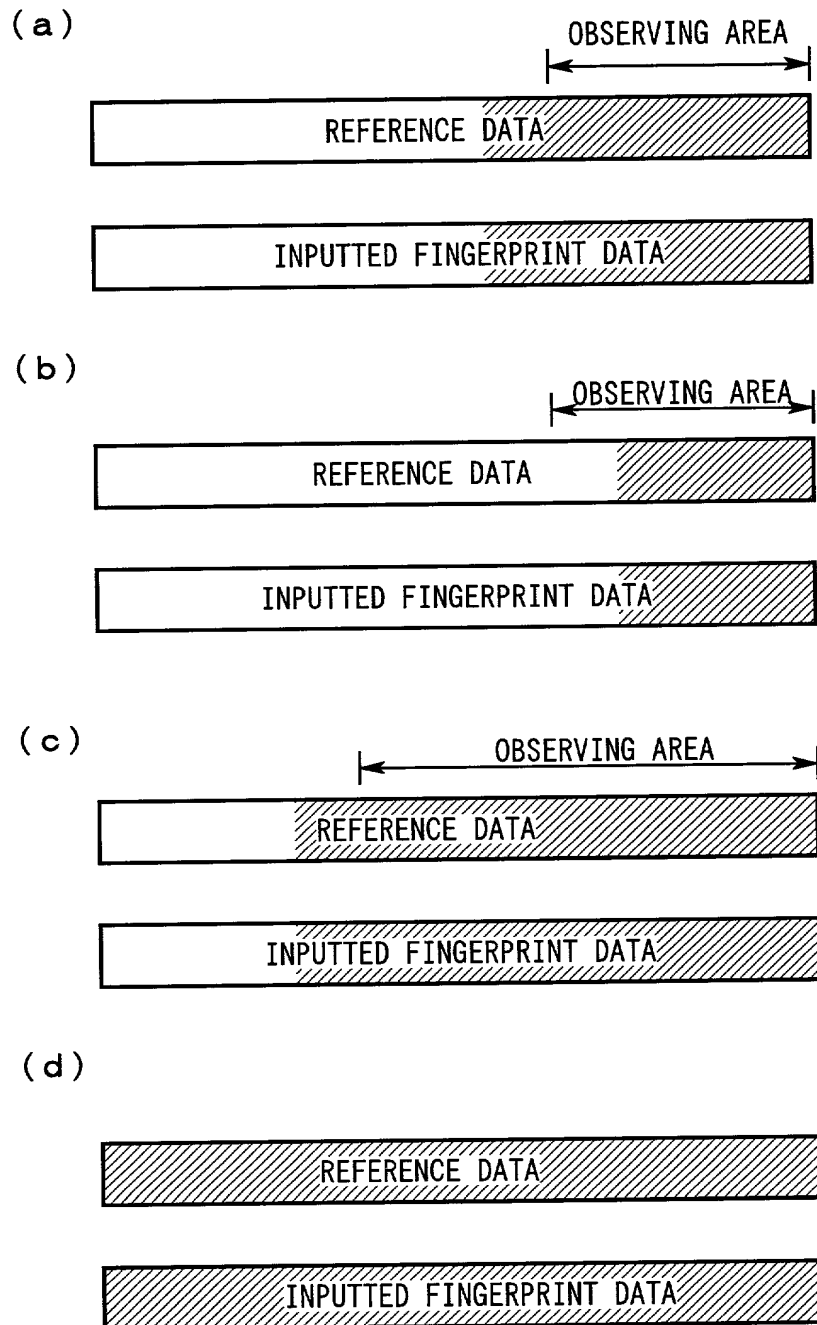 (a)
OBSERVING AREA
REFERENCE DATA
INPUTTED FINGERPRINT DATA
(b)
OBSERVING AREA
REFERENCE DATA
INPUTTED FINGERPRINT DATA
(c)
OBSERVING AREA
REFERENCE DATA
INPUTTED FINGERPRINT DATA
(d)
REFERENCE DATA
INPUTTED FINGERPRINT DATA